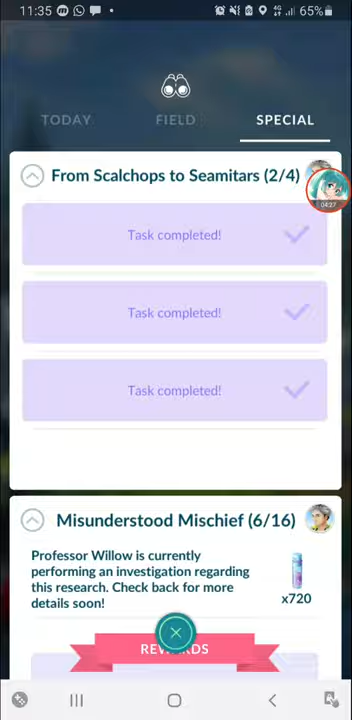 11:35
65%
TODAY
FIELD
SPECIAL
From Scalchops to Seamitars (2/4)
04:27
Task completed!
Task completed!
Task completed!
Misunderstood Mischief (6/16)
Professor Willow is currently
performing an investigation regarding
this research. Check back for more
details soon!
x720
REWARDS